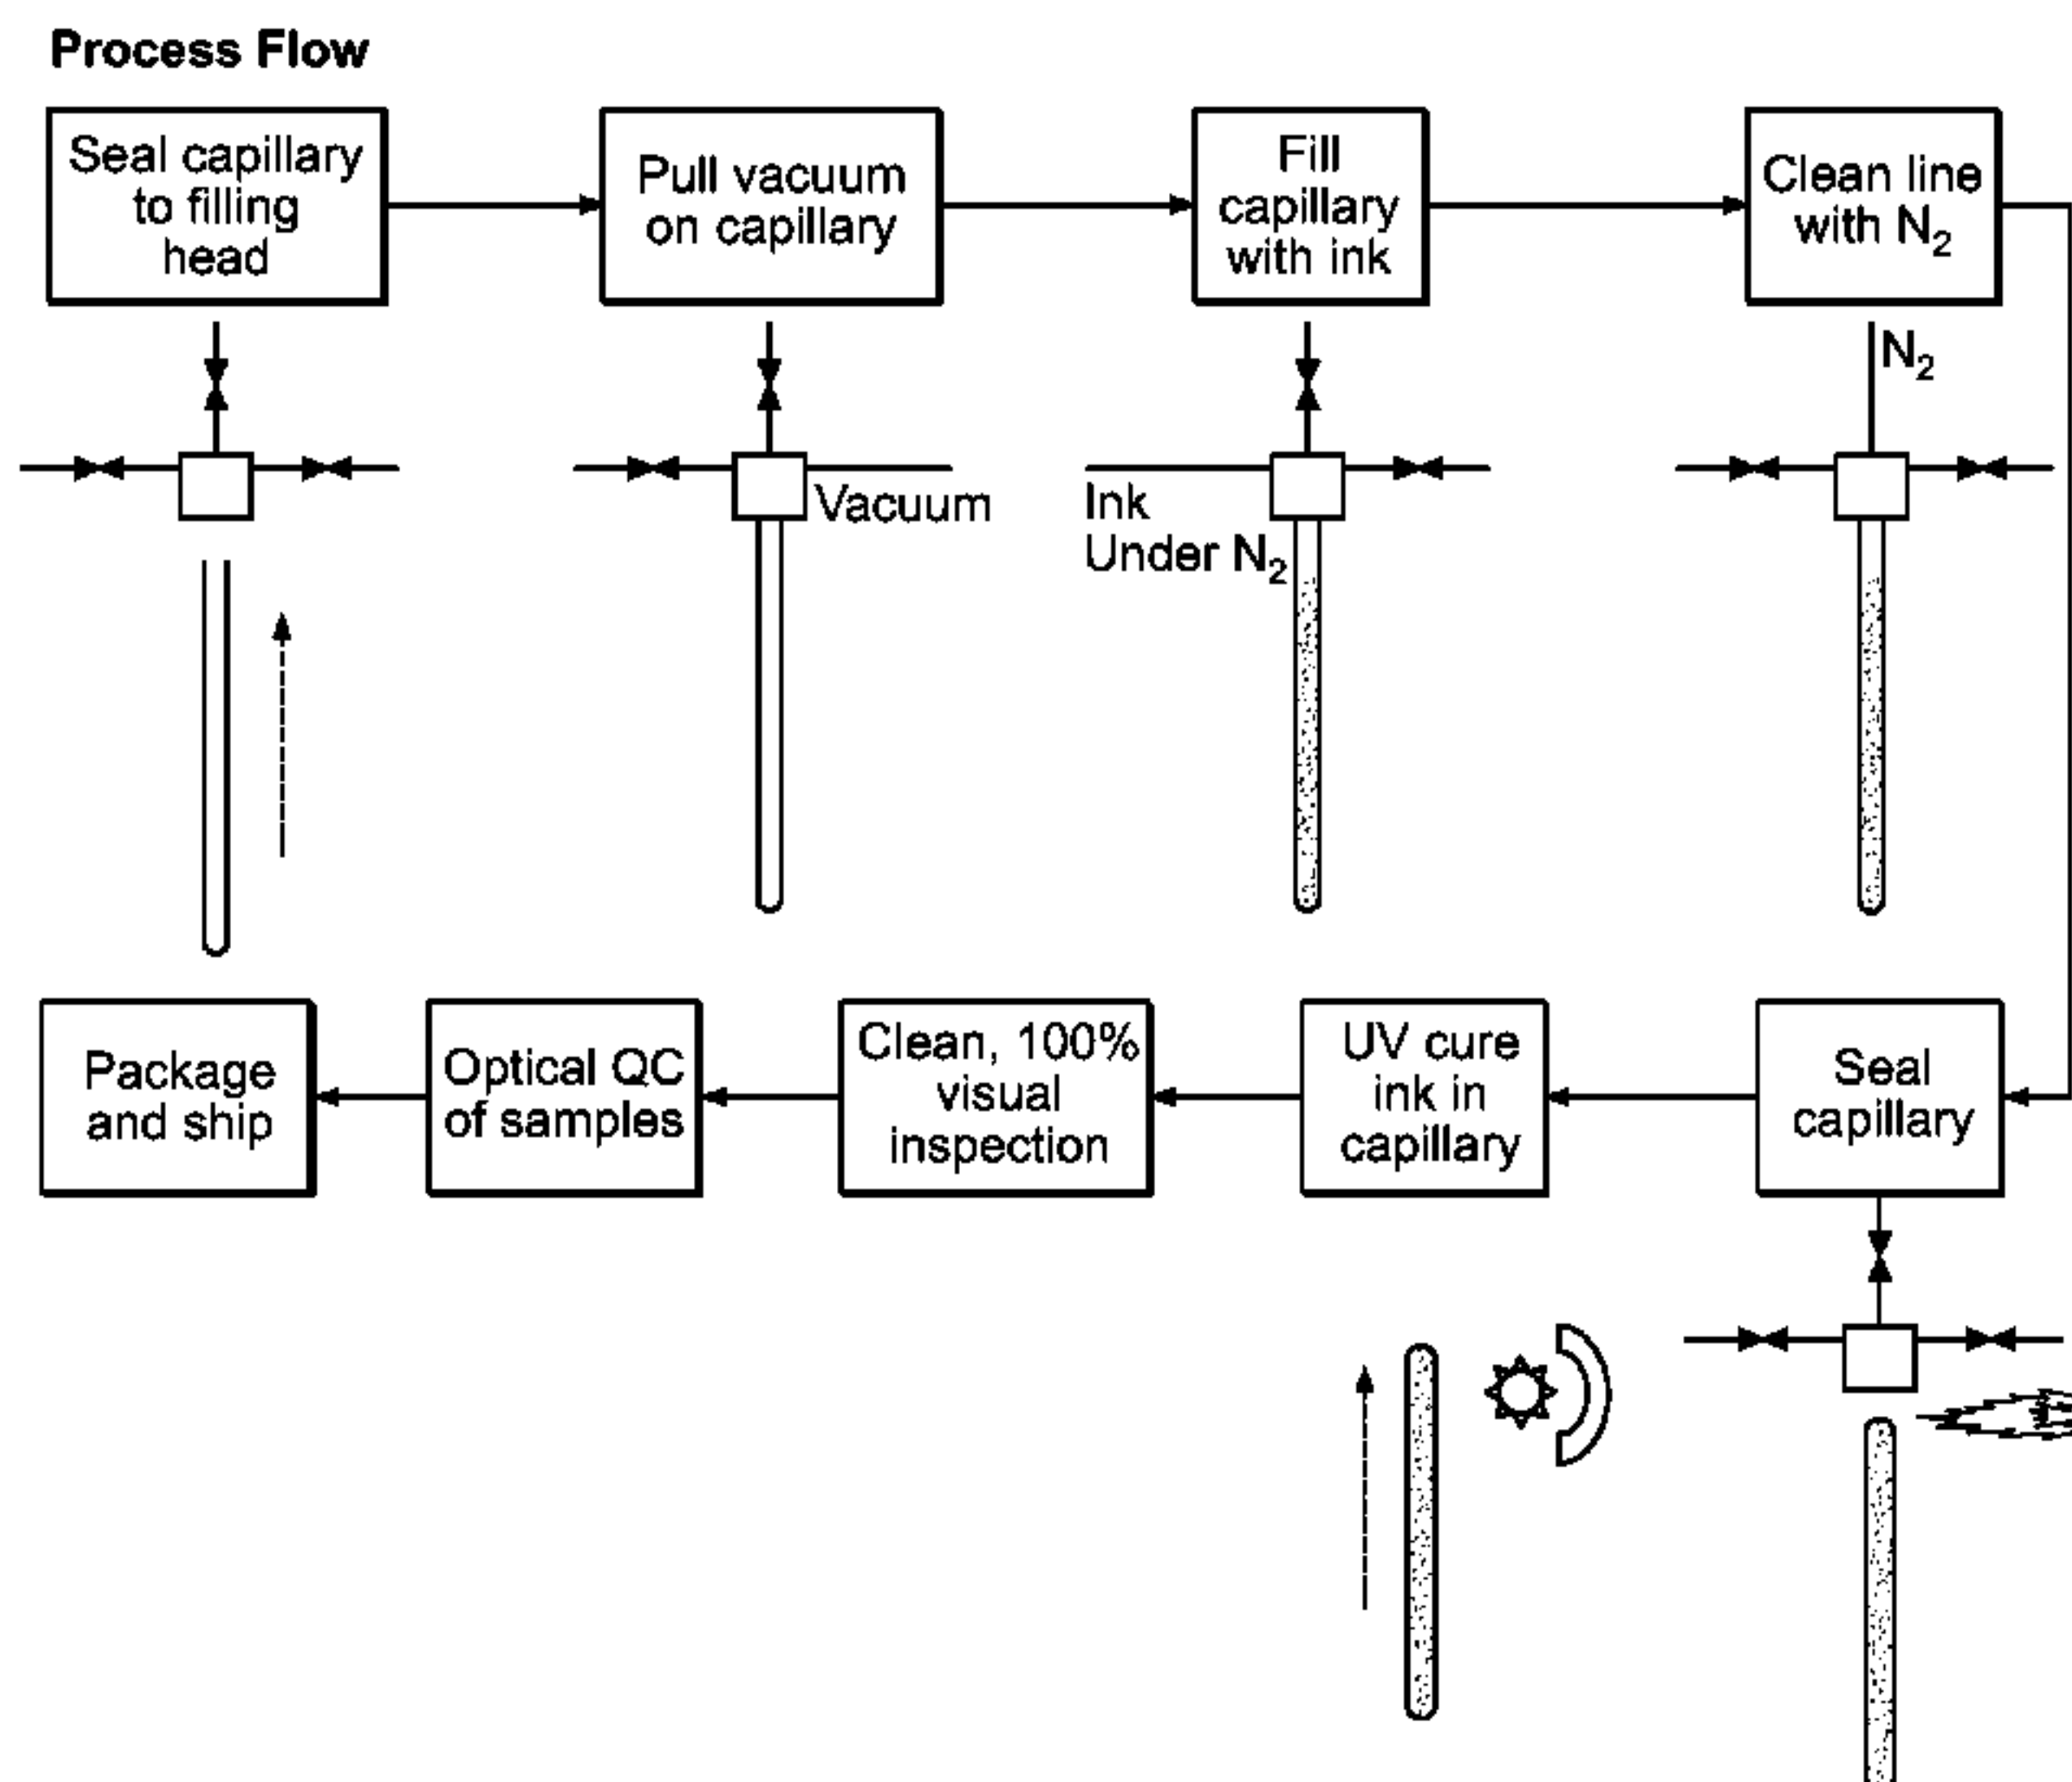 Process Flow
Seal capillary
to filling
head
Pull vacuum
on capillary
Fill
capillary
with ink
Clean line
with N₂
N₂
Vacuum
Ink
Under N₂
Package
and ship
Optical QC
of samples
Clean, 100%
visual
inspection
UV cure
ink in
capillary
Seal
capillary